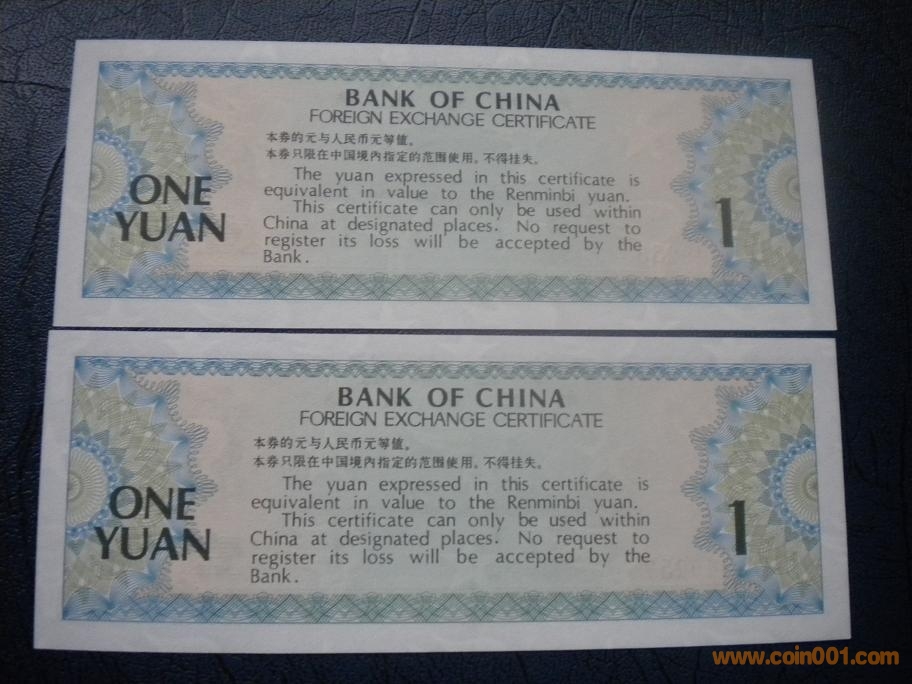 BANK OF CHINA
FOREIGN EXCHANGE CERTIFICATE
本券的元与人民币元等值。
本券只限在中国境内指定的范围使用，不得挂失。
The yuan expressed in this certificate is
equivalent in value to the Renminbi yuan.
This certificate can only be used within
China at designated places. No request to
register its loss will be accepted by the
Bank.
ONE
YUAN
1
BANK OF CHINA
FOREIGN EXCHANGE CERTIFICATE
本券的元与人民币元等值。
本券只限在中国境内指定的范围使用，不得挂失。
The yuan expressed in this certificate is
equivalent in value to the Renminbi yuan.
This certificate can only be used within
China at designated places. No request to
register its loss will be accepted by the
Bank.
ONE
YUAN
1
www.coin001.com